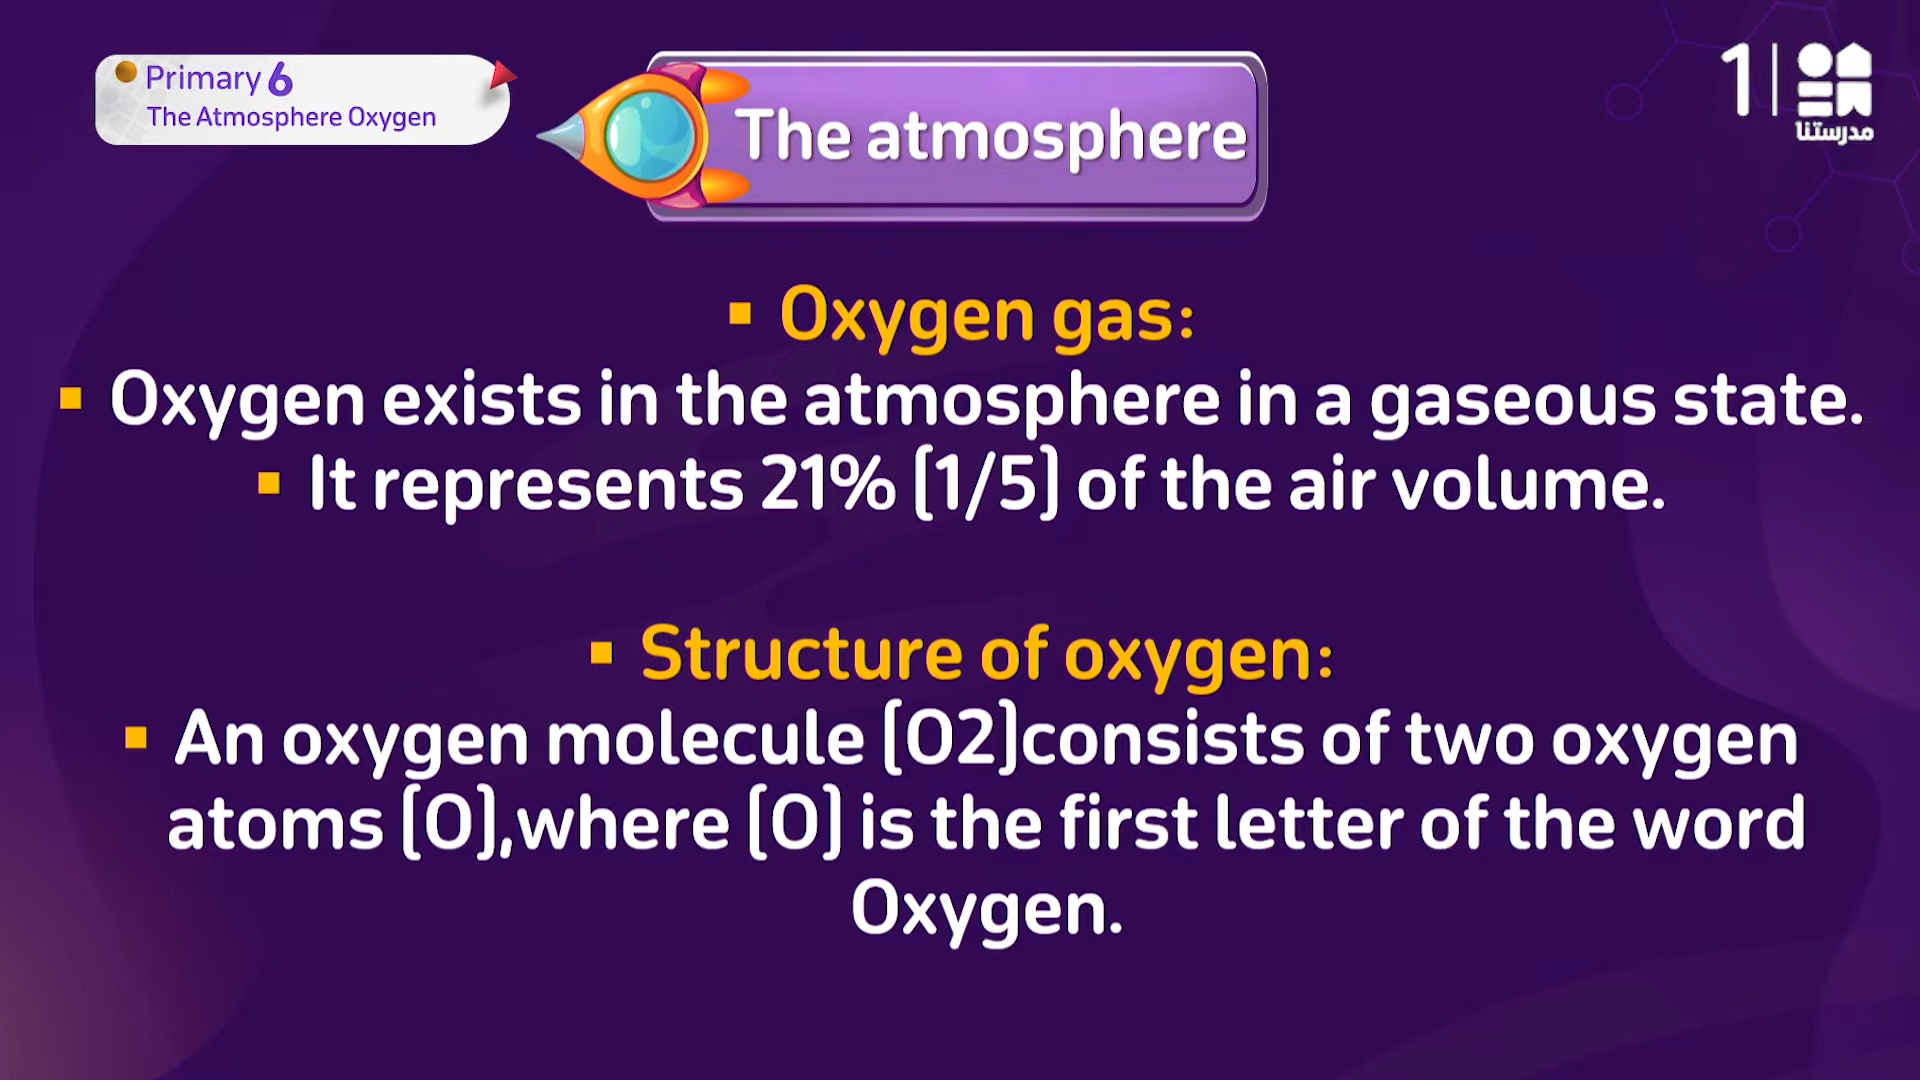 Primary 6
The Atmosphere Oxygen
The atmosphere
1
مدرستنا
▪ Oxygen gas:
▪ Oxygen exists in the atmosphere in a gaseous state.
▪ It represents 21% (1/5) of the air volume.
▪ Structure of oxygen:
▪ An oxygen molecule (O2)consists of two oxygen
atoms (O),where (O) is the first letter of the word
Oxygen.